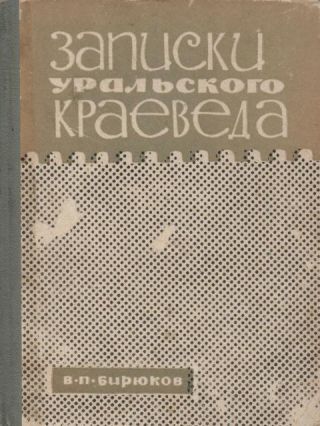 Записки
уральского
краеведа
в·п·бирюков